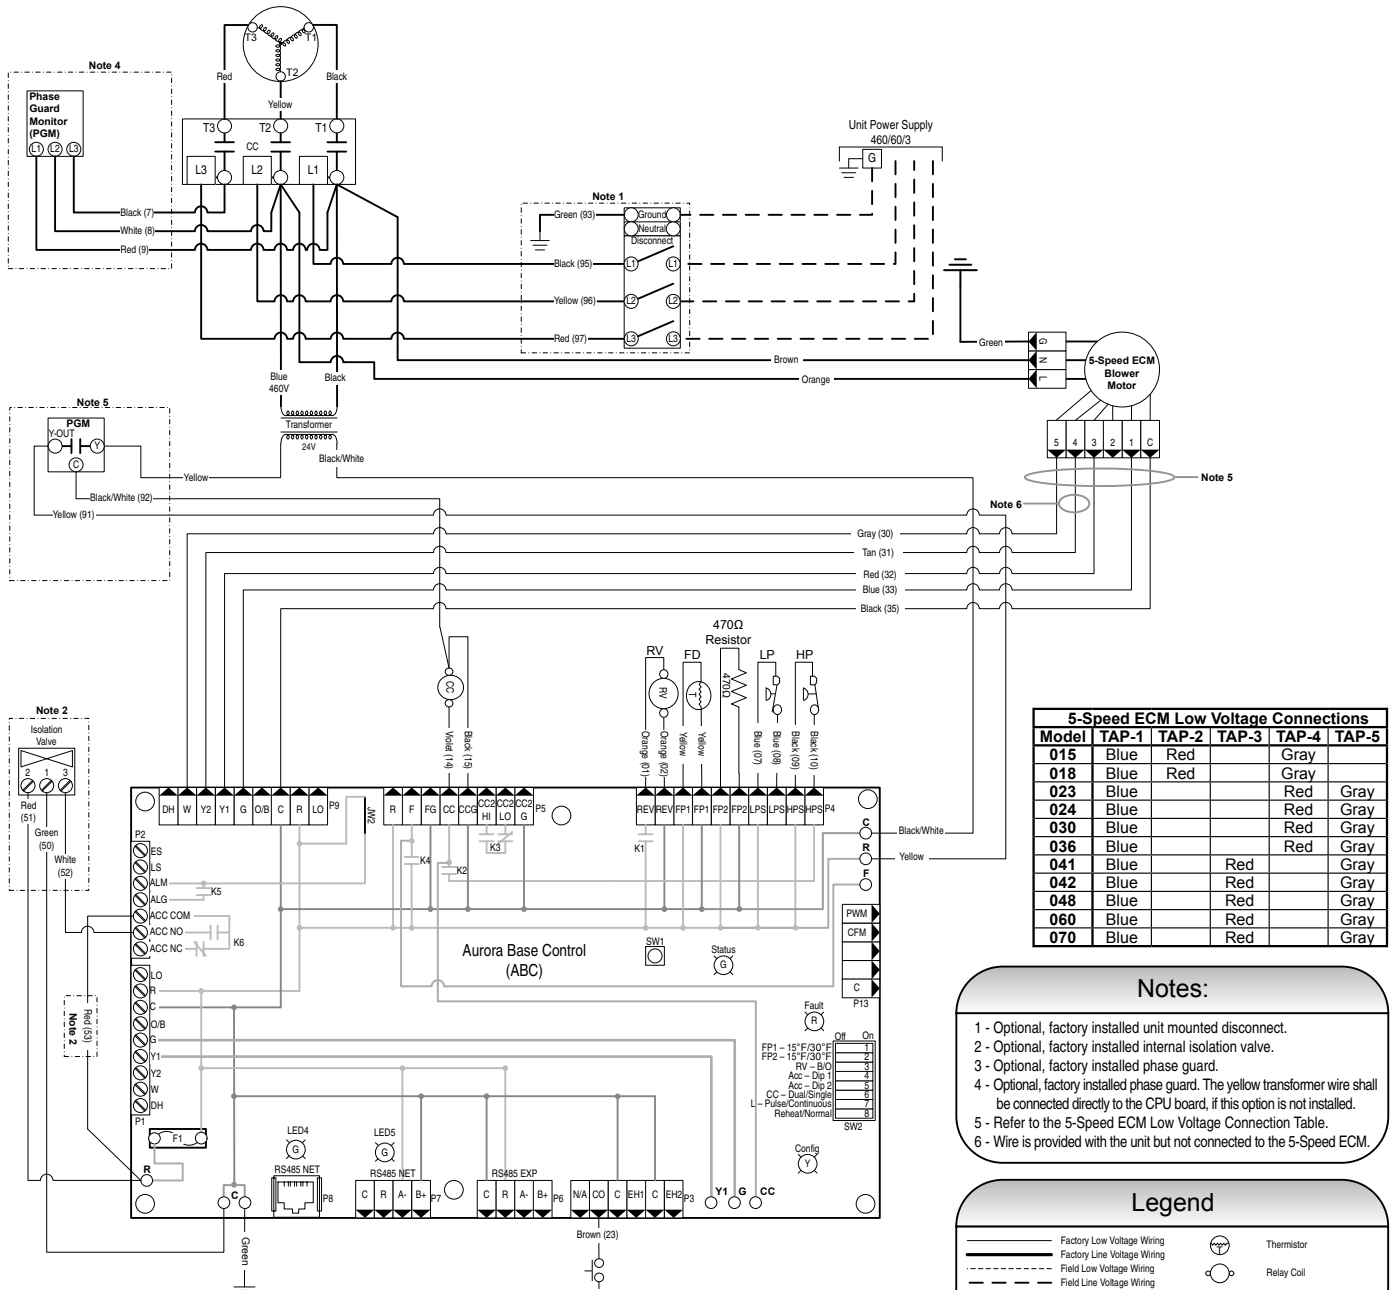 Note 4
Phase
Guard
Monitor
(PGM)
L1 L2 L3
T3 T1
T2
Red
Black
Yellow
T3 T2 T1
CC
L3 L2 L1
Black (7)
White (8)
Red (9)
Unit Power Supply
460/60/3
G
Note 1
Green (93)
Ground
Neutral
Disconnect
Black (95)
L1 L1
Yellow (96)
L2 L2
Red (97)
L3 L3
Green
Brown
Orange
G
N
L
5-Speed ECM
Blower
Motor
5 4 3 2 1 C
Note 5
Note 6
Blue
460V
Black
Transformer
24V
Black/White
Note 5
PGM
Y-OUT
Y
C
Yellow
Black/White (92)
Yellow (91)
Gray (30)
Tan (31)
Red (32)
Blue (33)
Black (35)
470Ω
Resistor
RV FD LP HP
CC
RV
T
470Ω
Violet (14)
Black (15)
Orange (01)
Orange (02)
Yellow
Yellow
Blue (07)
Blue (08)
Black (09)
Black (10)
Note 2
Isolation
Valve
2 1 3
Red
(51)
Green
(50)
White
(52)
DH W Y2 Y1 G O/B C R LO P9
JW2
R F FG CC CCG CC2 HI CC2 LO CC2 G P5
REV REV FP1 FP1 FP2 FP2 LPS LPS HPS HPS P4
C
Black/White
R
Yellow
F
P2
ES
LS
ALM
ALG
ACC COM
ACC NO
ACC NC
K5
K6
K4
K2
K3
K1
Aurora Base Control
(ABC)
SW1
Status
G
PWM
CFM
C
P13
LO
R
C
O/B
G
Y1
Y2
W
DH
P1
Red (53)
Note 2
F1
R
C
Green
Fault
R
Off On
FP1 – 15°F/30°F 1
FP2 – 15°F/30°F 2
RV – B/O 3
Acc – Dip 1 4
Acc – Dip 2 5
CC – Dual/Single 6
L – Pulse/Continuous 7
Reheat/Normal 8
SW2
Config
Y
LED4
G
LED5
G
RS485 NET
P8
RS485 NET
C R A- B+ P7
RS485 EXP
C R A- B+ P6
N/A CO C EH1 C EH2 P3
Y1 G CC
Brown (23)
5-Speed ECM Low Voltage Connections
Model TAP-1 TAP-2 TAP-3 TAP-4 TAP-5
015 Blue Red Gray
018 Blue Red Gray
023 Blue Red Gray
024 Blue Red Gray
030 Blue Red Gray
036 Blue Red Gray
041 Blue Red Gray
042 Blue Red Gray
048 Blue Red Gray
060 Blue Red Gray
070 Blue Red Gray
Notes:
1 - Optional, factory installed unit mounted disconnect.
2 - Optional, factory installed internal isolation valve.
3 - Optional, factory installed phase guard.
4 - Optional, factory installed phase guard. The yellow transformer wire shall
be connected directly to the CPU board, if this option is not installed.
5 - Refer to the 5-Speed ECM Low Voltage Connection Table.
6 - Wire is provided with the unit but not connected to the 5-Speed ECM.
Legend
Factory Low Voltage Wiring
Factory Line Voltage Wiring
Field Low Voltage Wiring
Field Line Voltage Wiring
Thermistor
Relay Coil